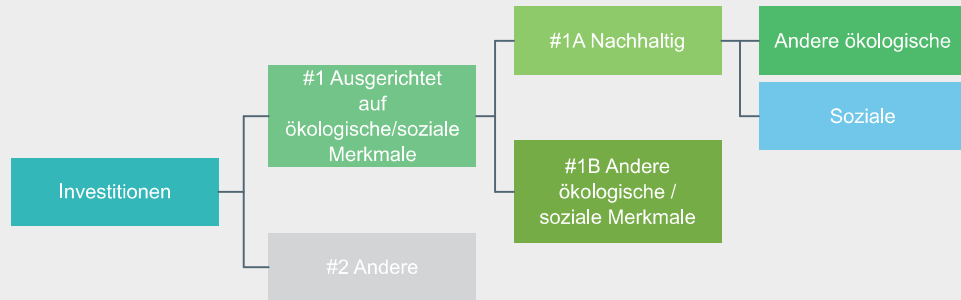 Investitionen
#1 Ausgerichtet
auf
ökologische/soziale
Merkmale
#2 Andere
#1A Nachhaltig
#1B Andere
ökologische /
soziale Merkmale
Andere ökologische
Soziale